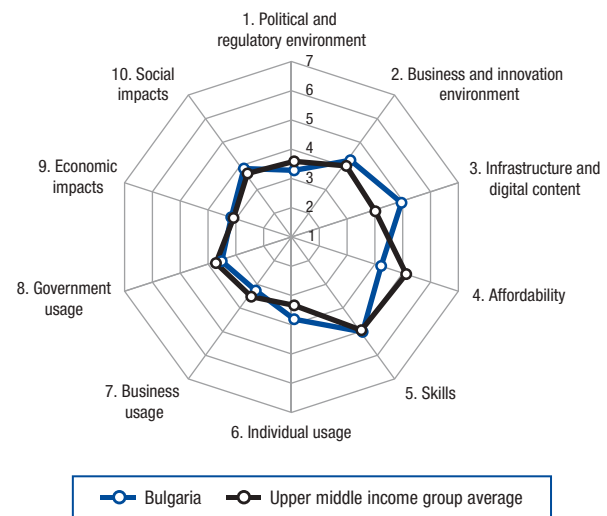 1. Political and
regulatory environment
2. Business and innovation
environment
3. Infrastructure and
digital content
4. Affordability
5. Skills
6. Individual usage
7. Business
usage
8. Government
usage
9. Economic
impacts
10. Social
impacts
7
6
5
4
3
2
1
Bulgaria
Upper middle income group average